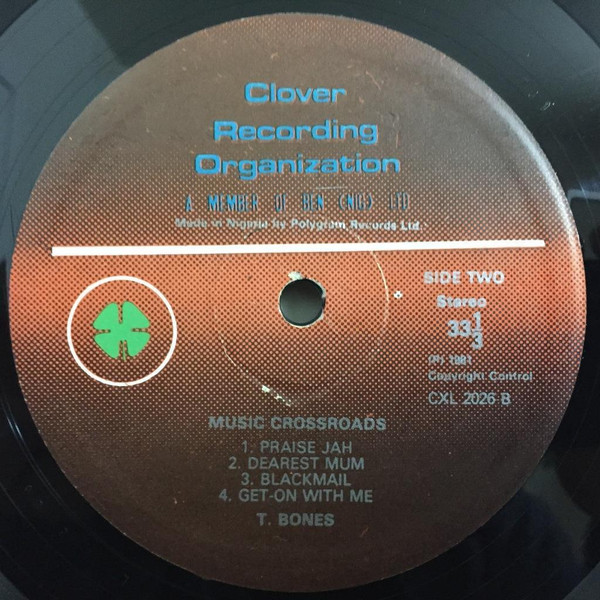 Clover
Recording
Organization
A MEMBER OF BEN (NIG) LTD
Made in Nigeria by Polygram Records Ltd.
SIDE TWO
Stereo
33 1/3
(P) 1981
Copyright Control
CXL 2026 B
MUSIC CROSSROADS
1. PRAISE JAH
2. DEAREST MUM
3. BLACKMAIL
4. GET-ON WITH ME
T. BONES